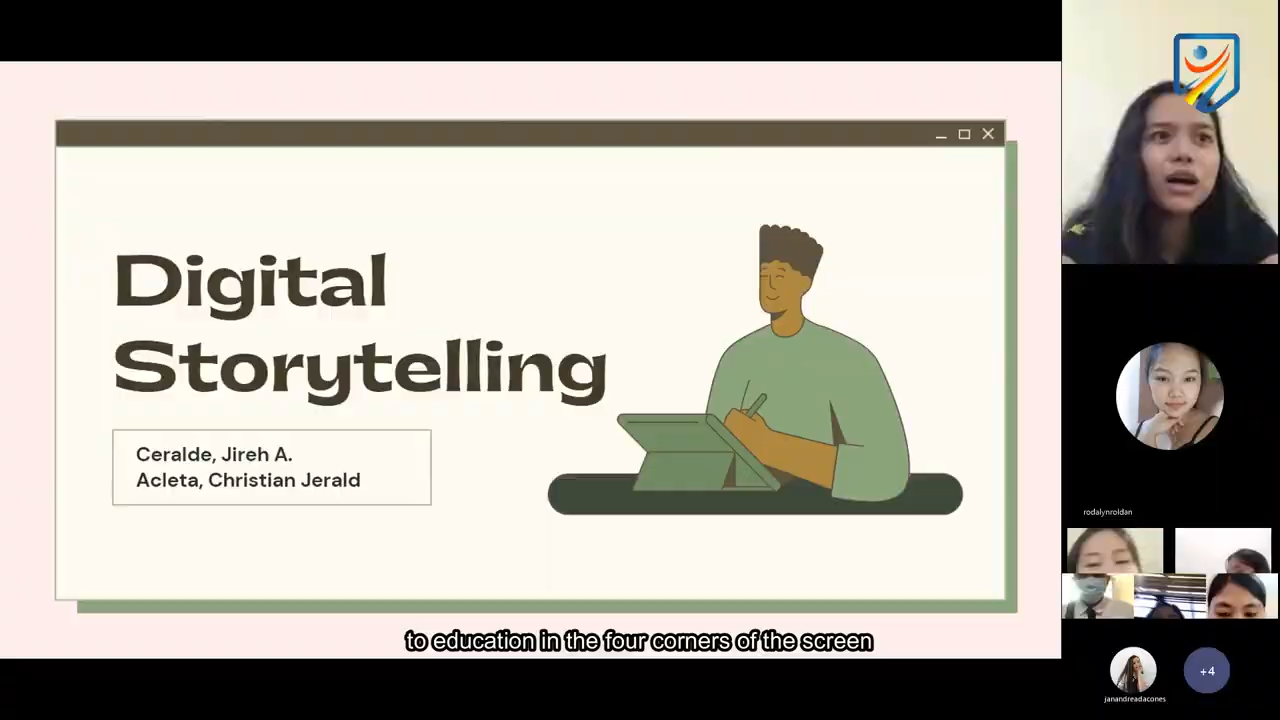 Digital
Storytelling
Ceralde, Jireh A.
Acleta, Christian Jerald
to education in the four corners of the screen
rodalynroldan
janandreadacones
+4